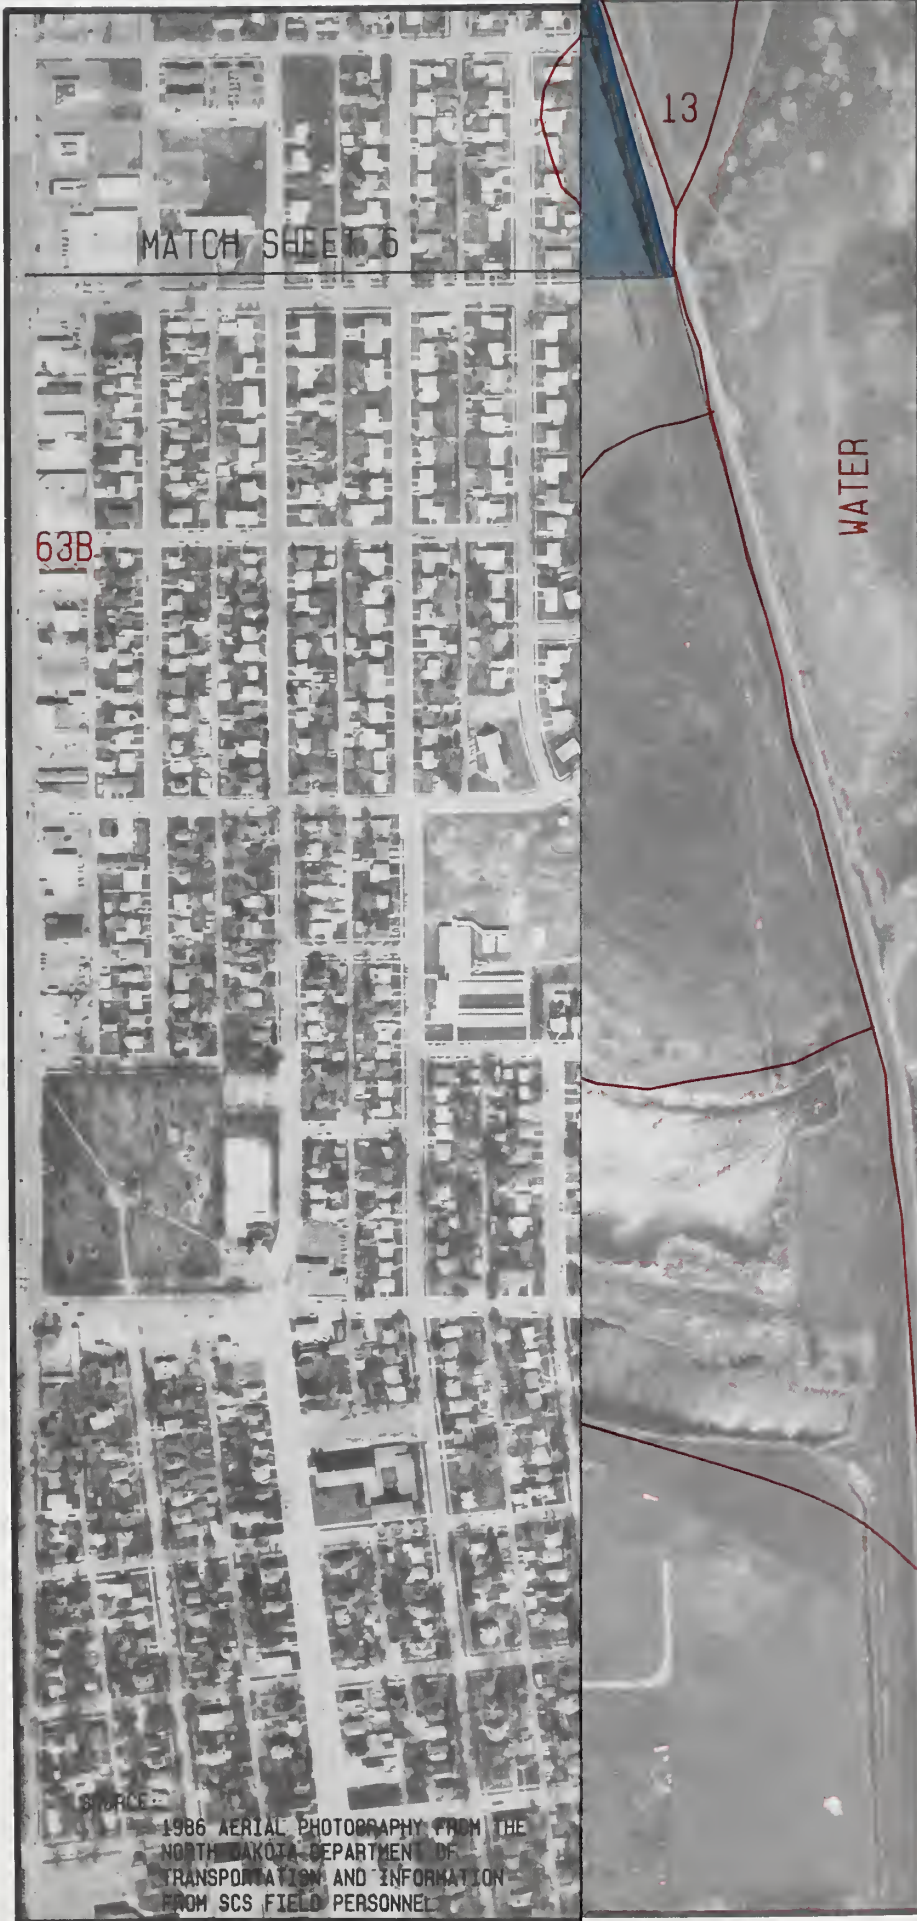 13
MATCH SHEET 6
WATER
63B
SOURCE:
1986 AERIAL PHOTOGRAPHY FROM THE
NORTH DAKOTA DEPARTMENT OF
TRANSPORTATION AND INFORMATION
FROM SCS FIELD PERSONNEL